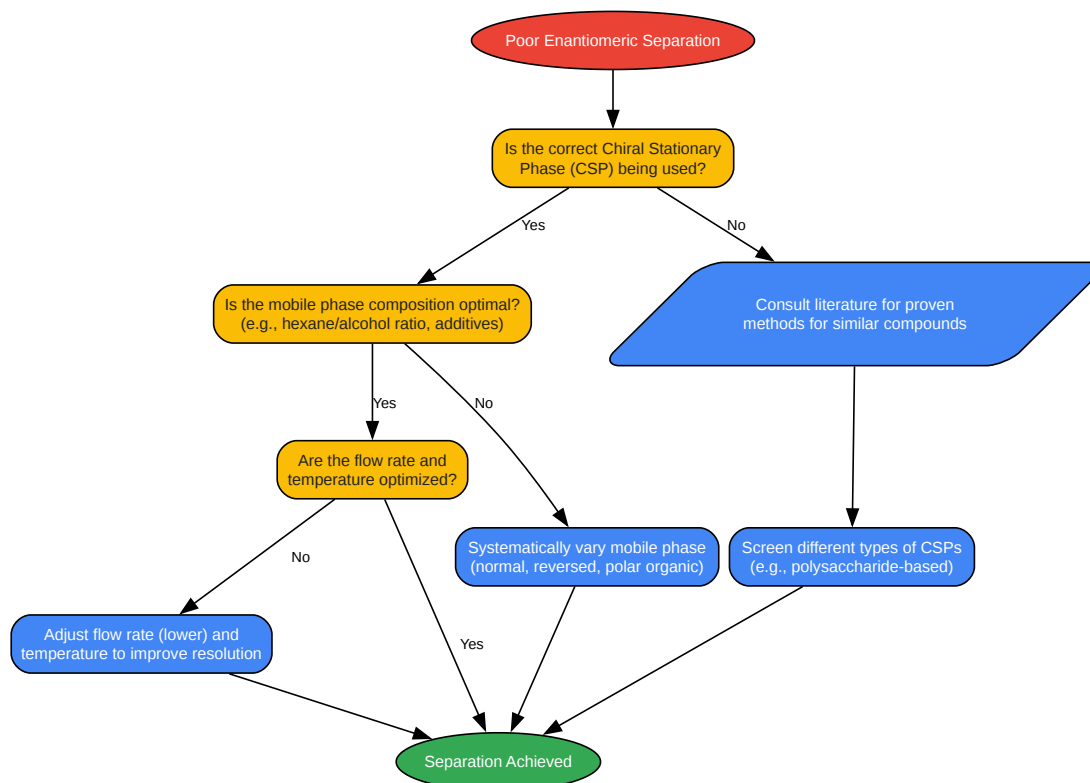 Poor Enantiomeric Separation
Is the correct Chiral Stationary
Phase (CSP) being used?
Yes
No
Is the mobile phase composition optimal?
(e.g., hexane/alcohol ratio, additives)
Consult literature for proven
methods for similar compounds
Yes
No
Are the flow rate and
temperature optimized?
Systematically vary mobile phase
(normal, reversed, polar organic)
Screen different types of CSPs
(e.g., polysaccharide-based)
No
Yes
Adjust flow rate (lower) and
temperature to improve resolution
Separation Achieved